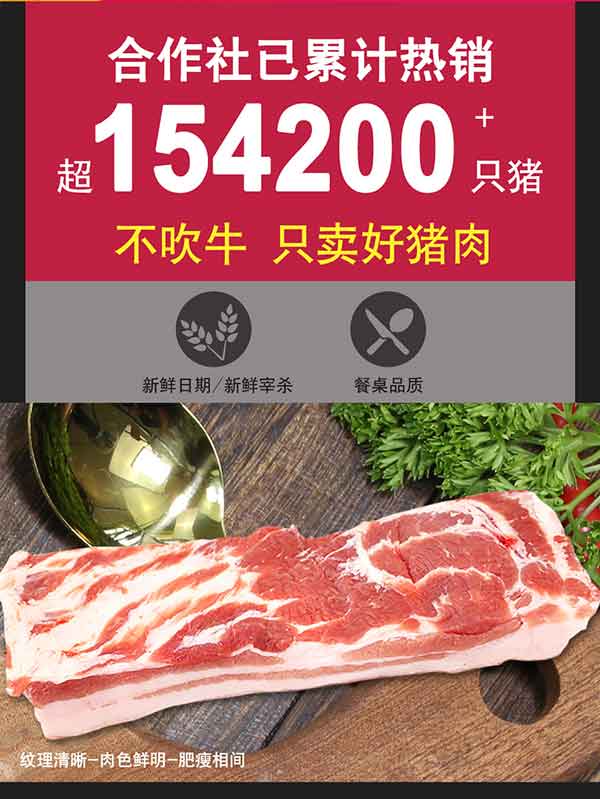 合作社已累计热销
超154200+只猪
不吹牛 只卖好猪肉
新鲜日期/新鲜宰杀
餐桌品质
纹理清晰-肉色鲜明-肥瘦相间